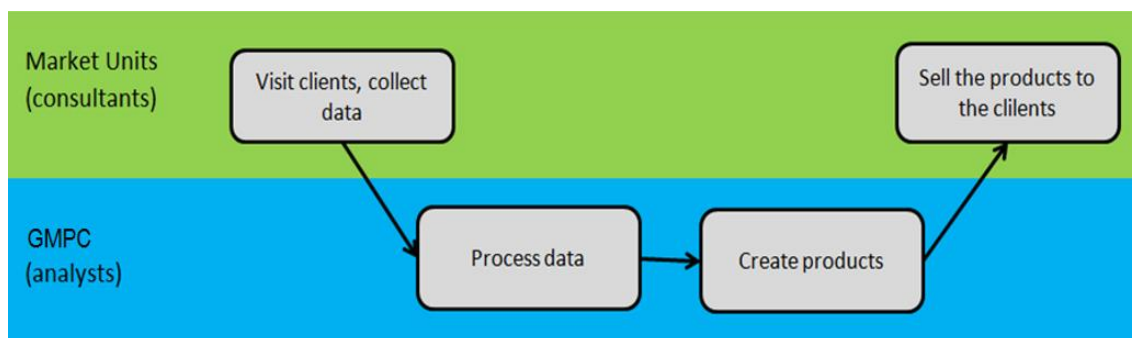 Market Units
(consultants)
Visit clients, collect
data
Sell the products to
the clilents
GMPC
(analysts)
Process data
Create products